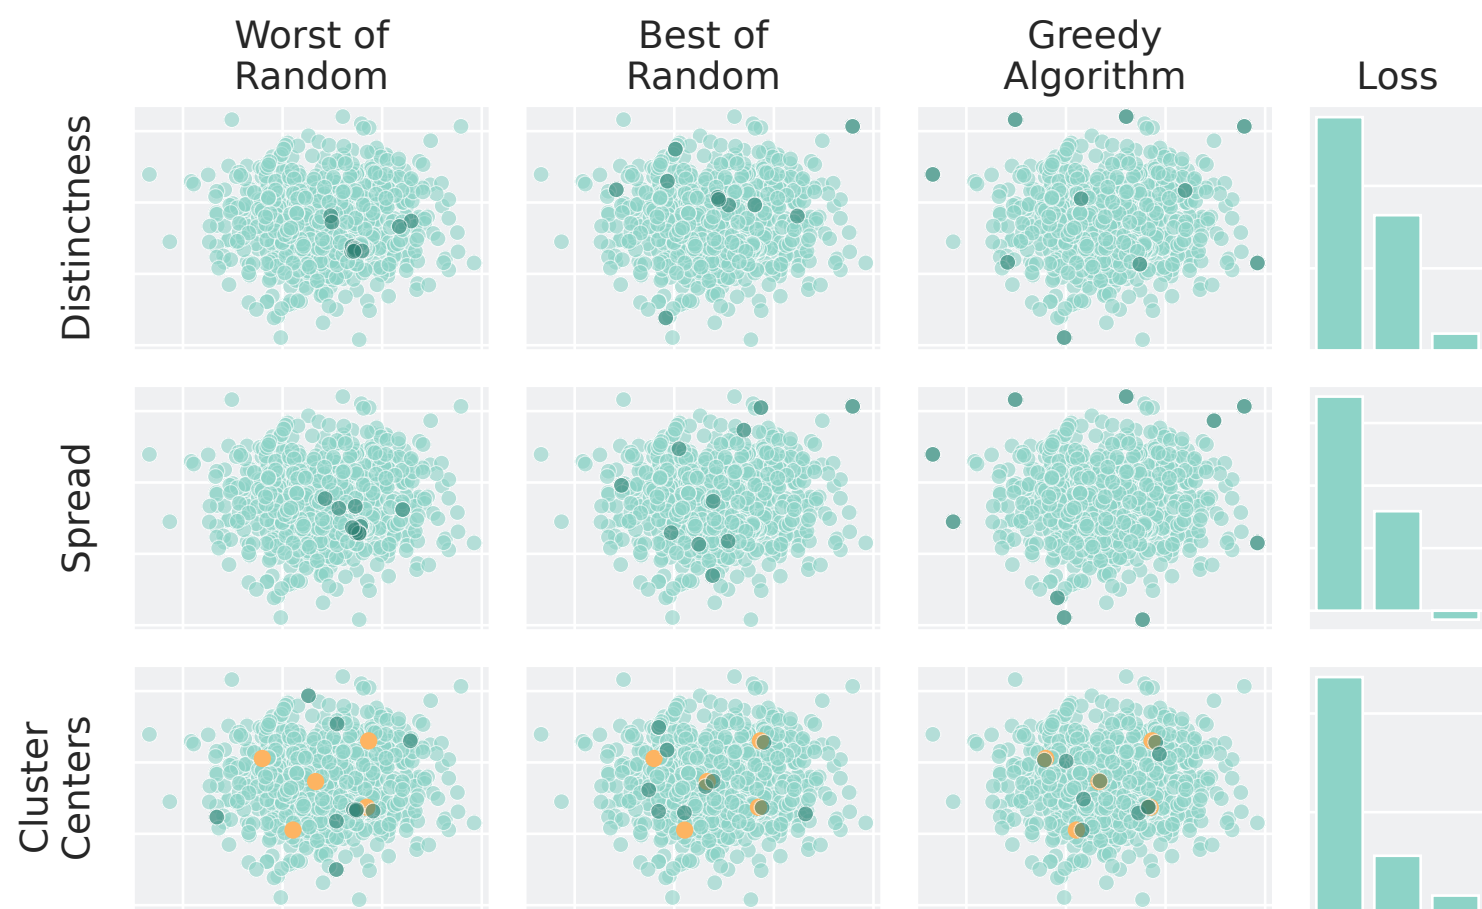 Worst of
Random
Best of
Random
Greedy
Algorithm
Loss
Distinctness
Spread
Cluster
Centers